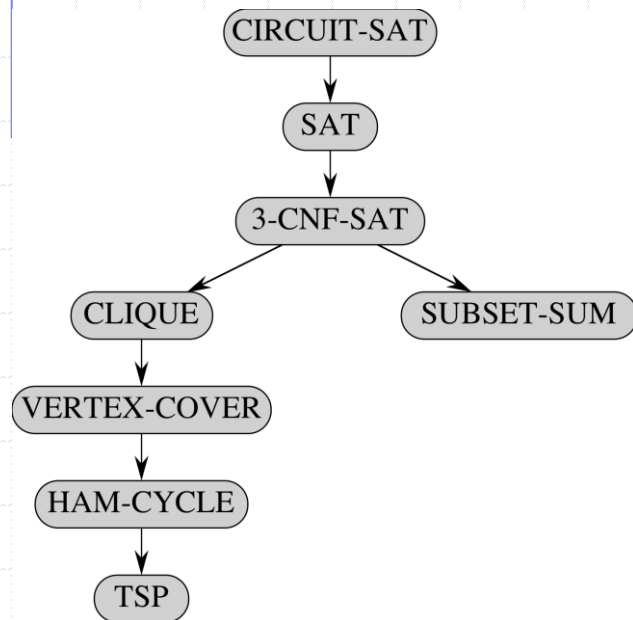 CIRCUIT-SAT
SAT
3-CNF-SAT
CLIQUE
SUBSET-SUM
VERTEX-COVER
HAM-CYCLE
TSP